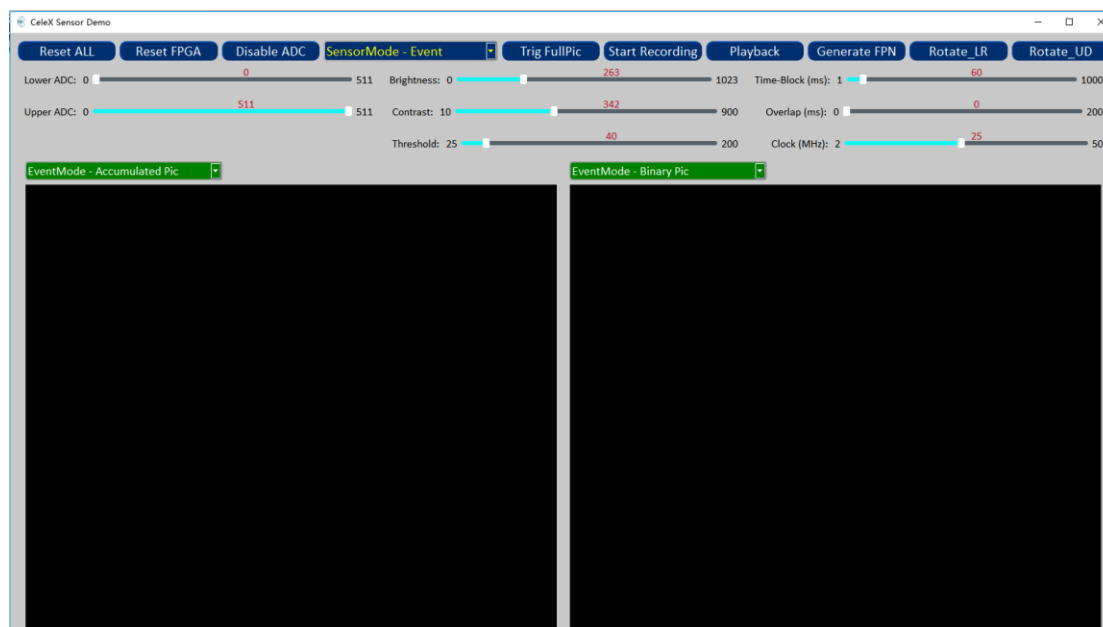 CeleX Sensor Demo
Reset ALL Reset FPGA Disable ADC SensorMode - Event Trig FullPic Start Recording Playback Generate FPN Rotate_LR Rotate_UD
Lower ADC: 0 0 511 Brightness: 0 263 1023 Time-Block (ms): 1 60 1000
Upper ADC: 0 511 511 Contrast: 10 342 900 Overlap (ms): 0 0 200
Threshold: 25 40 200 Clock (MHz): 2 25 50
EventMode - Accumulated Pic EventMode - Binary Pic